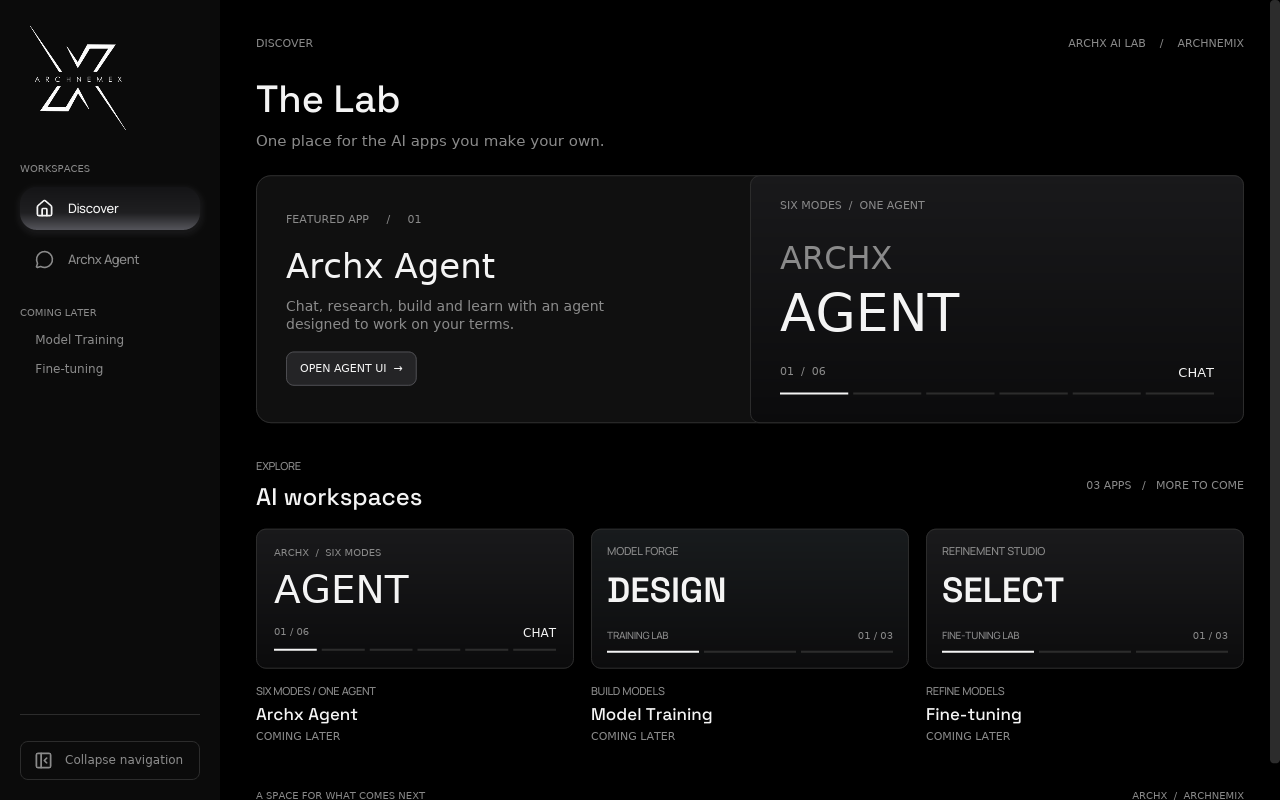 ARCHNEMEX
WORKSPACES
Discover
Archx Agent
COMING LATER
Model Training
Fine-tuning
Collapse navigation
DISCOVER
ARCHX AI LAB / ARCHNEMIX
The Lab
One place for the AI apps you make your own.
FEATURED APP / 01
Archx Agent
Chat, research, build and learn with an agent
designed to work on your terms.
OPEN AGENT UI →
SIX MODES / ONE AGENT
ARCHX
AGENT
01 / 06
CHAT
EXPLORE
AI workspaces
03 APPS / MORE TO COME
ARCHX / SIX MODES
AGENT
01 / 06
CHAT
SIX MODES / ONE AGENT
Archx Agent
COMING LATER
MODEL FORGE
DESIGN
TRAINING LAB
01 / 03
BUILD MODELS
Model Training
COMING LATER
REFINEMENT STUDIO
SELECT
FINE-TUNING LAB
01 / 03
REFINE MODELS
Fine-tuning
COMING LATER
A SPACE FOR WHAT COMES NEXT
ARCHX / ARCHNEMIX